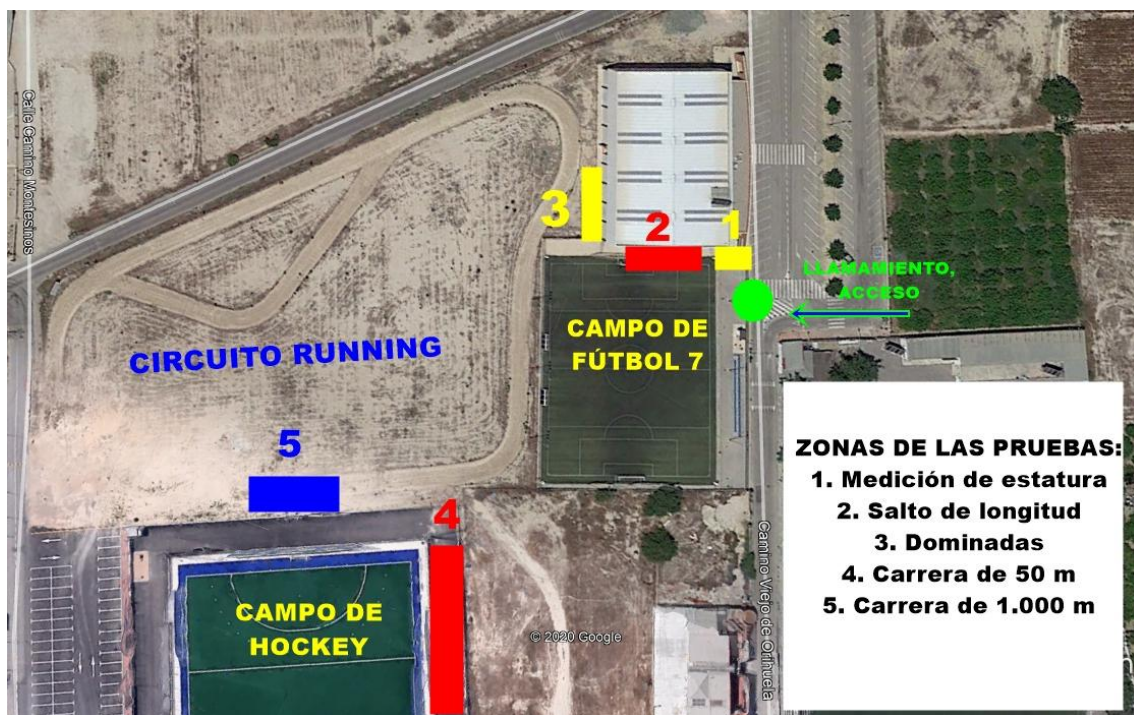 Calle Camino Montesinos
3
2
1
LLAMAMIENTO,
ACCESO
CIRCUITO RUNNING
CAMPO DE
FÚTBOL 7
5
4
ZONAS DE LAS PRUEBAS:
1. Medición de estatura
2. Salto de longitud
3. Dominadas
4. Carrera de 50 m
5. Carrera de 1.000 m
CAMPO DE
HOCKEY
© 2020 Google
Camino Viejo de Orihuela